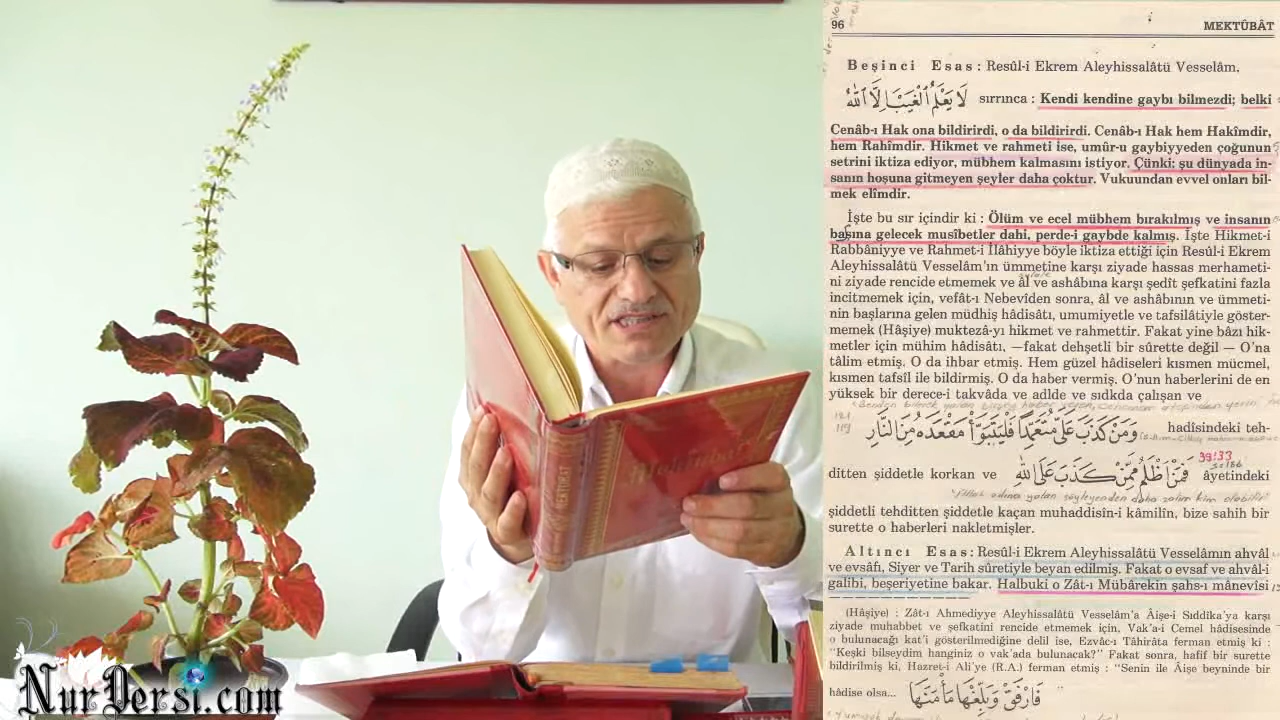 96 MEKTÛBÂT
Beşinci Esas: Resûl-i Ekrem Aleyhissalâtü Vesselâm,
لَا يَعْلَمُ الْغَيْبَ اِلَّا اللّٰهُ sırrınca : Kendi kendine gaybı bilmezdi; belki
Cenâb-ı Hak ona bildirirdi, o da bildirirdi. Cenâb-ı Hak hem Hakîmdir,
hem Rahîmdir. Hikmet ve rahmeti ise, umûr-u gaybiyyeden çoğunun
setrini iktiza ediyor, mübhem kalmasını istiyor. Çünki; şu dünyada in-
sanın hoşuna gitmeyen şeyler daha çoktur. Vukuundan evvel onları bil-
mek elîmdir.
İşte bu sır içindir ki : Ölüm ve ecel mübhem bırakılmış ve insanın
başına gelecek musîbetler dahi, perde-i gaybde kalmış. İşte Hikmet-i
Rabbâniyye ve Rahmet-i İlâhiyye böyle iktiza ettiği için Resûl-i Ekrem
Aleyhissalâtü Vesselâm'ın ümmetine karşı ziyade hassas merhameti-
ni ziyade rencide etmemek ve âl ve ashâbına karşı şedît şefkatini fazla
incitmemek için, vefât-ı Nebevîden sonra, âl ve ashâbının ve ümmeti-
nin başlarına gelen müdhiş hâdisâtı, umumiyetle ve tafsilâtiyle göster-
memek (Hâşiye) mukteza-yı hikmet ve rahmettir. Fakat yine bâzı hik-
metler için mühim hâdisâtı, —fakat dehşetli bir sûrette değil — O'na
tâlim etmiş. O da ihbar etmiş. Hem güzel hâdiseleri kısmen mücmel,
kısmen tafsîl ile bildirmiş. O da haber vermiş. O'nun haberlerini de en
yüksek bir derece-i takvâda ve adlde ve sıdkda çalışan ve
وَمَنْ كَذَبَ عَلَىَّ مُتَعَمِّدًا فَلْيَتَبَوَّأْ مَقْعَدَهُ مِنَ النَّارِ hadîsindeki teh-
39:33
ditten şiddetle korkan ve فَمَنْ اَظْلَمُ مِمَّنْ كَذَبَ عَلَى اللّٰهِ âyetindeki
şiddetli tehditten şiddetle kaçan muhaddisîn-i kâmilîn, bize sahih bir
surette o haberleri nakletmişler.
Altıncı Esas: Resûl-i Ekrem Aleyhissalâtü Vesselâmın ahvâl
ve evsâfı, Siyer ve Tarih sûretiyle beyan edilmiş. Fakat o evsaf ve ahvâl-i
galibi, beşeriyetine bakar. Halbuki o Zât-ı Mübârekin şahs-ı mânevîsi
(Hâşiye) : Zât-ı Ahmediyye Aleyhissalâtü Vesselâm'a Âişe-i Sıddîka'ya karşı
ziyade muhabbet ve şefkatini rencide etmemek için, Vak'a-i Cemel hâdisesinde
o bulunacağı kat'î gösterilmediğine delil ise, Ezvâc-ı Tâhirâta ferman etmiş ki :
"Keşki bilseydim hanginiz o vak'ada bulunacak?" Fakat sonra, hafif bir surette
bildirilmiş ki, Hazret-i Ali'ye (R.A.) ferman etmiş : "Senin ile Âişe beyninde bir
hâdise olsa... فَارْفُقْ وَبَلِّغْهَا مَأْمَنَهَا
MEKTÛBAT
Mektubat
NurDersi.com